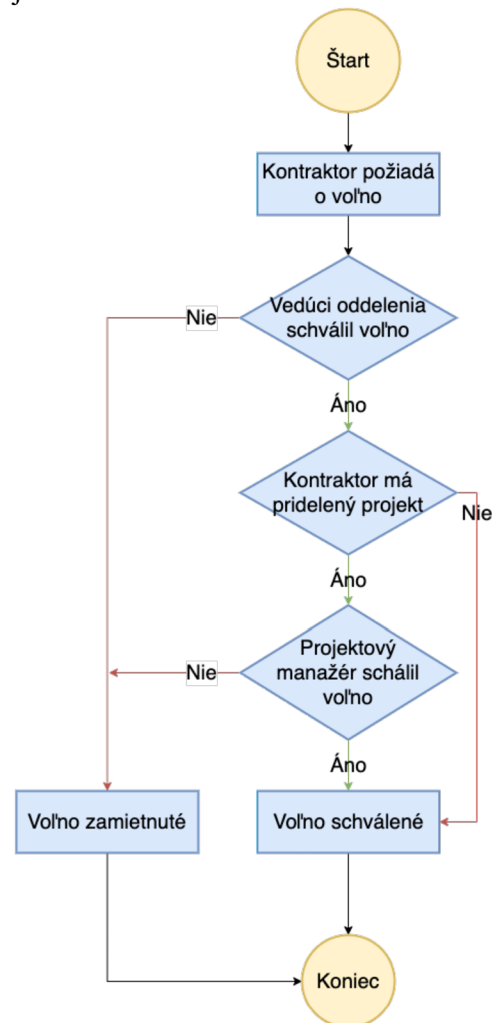 Štart
Kontraktor požiadá
o voľno
Vedúci oddelenia
schválil voľno
Nie
Áno
Kontraktor má
pridelený projekt
Nie
Áno
Projektový
manažér schálil
voľno
Nie
Áno
Voľno zamietnuté
Voľno schválené
Koniec